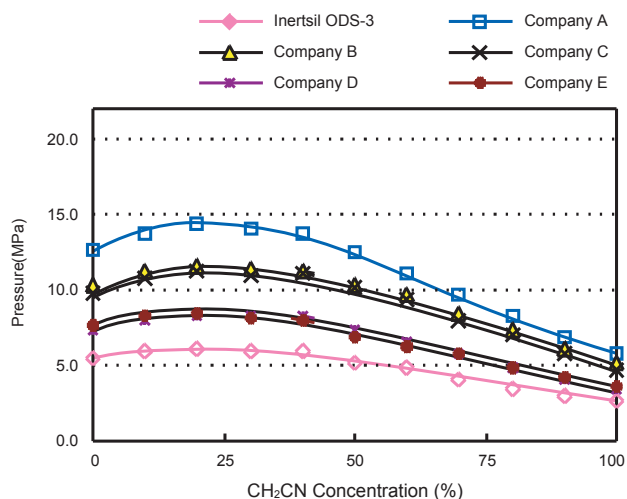 Inertsil ODS-3 Company A
Company B Company C
Company D Company E
20.0
15.0
10.0
5.0
0.0
Pressure(MPa)
0 25 50 75 100
CH₂CN Concentration (%)